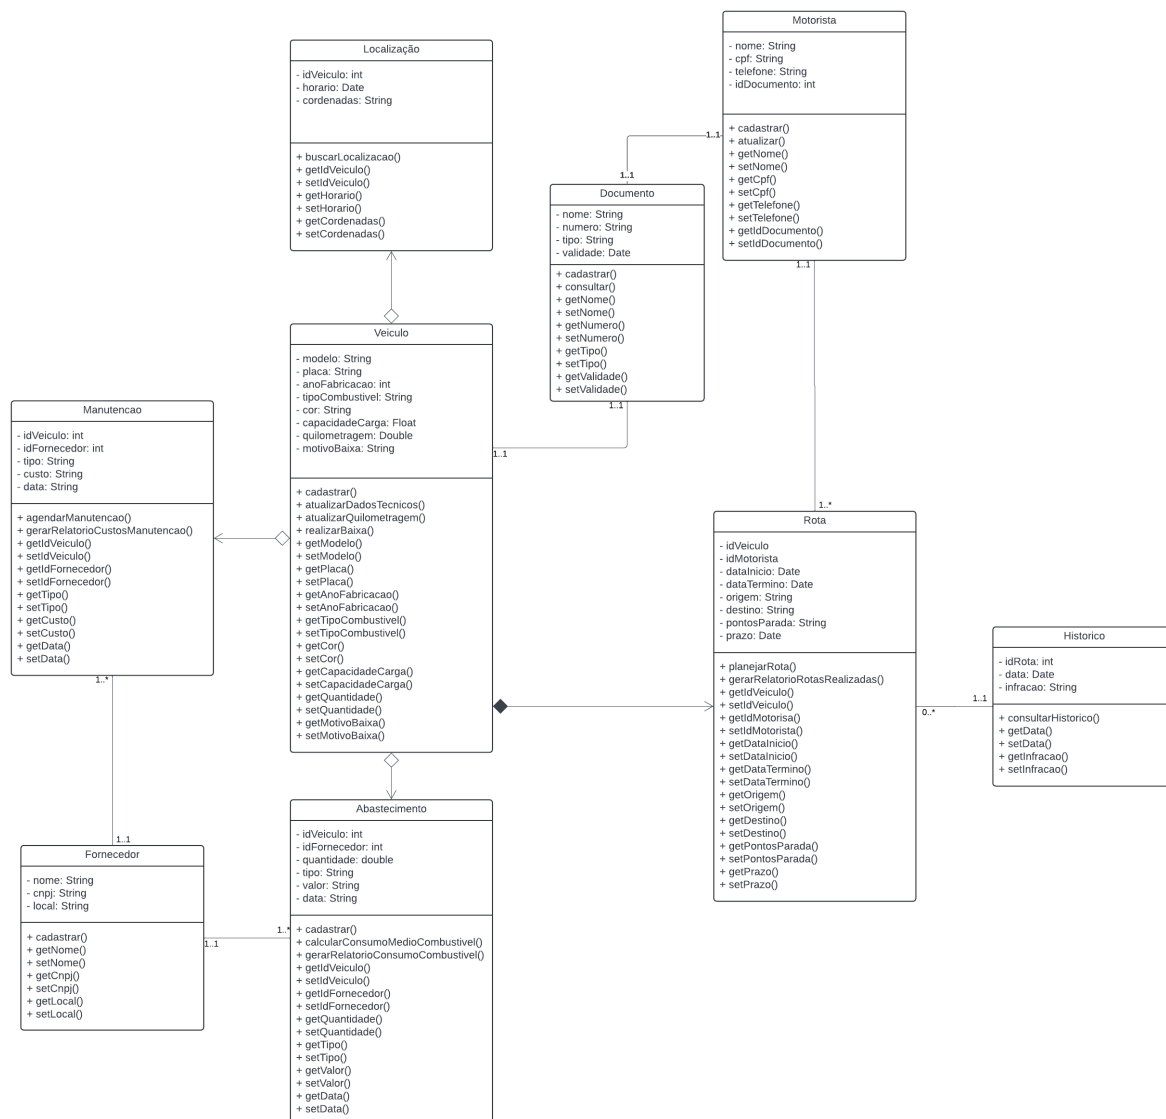 Localização
- idVeiculo: int
- horario: Date
- cordenadas: String
+ buscarLocalizacao()
+ getIdVeiculo()
+ setIdVeiculo()
+ getHorario()
+ setHorario()
+ getCordenadas()
+ setCordenadas()
Motorista
- nome: String
- cpf: String
- telefone: String
- idDocumento: int
+ cadastrar()
+ atualizar()
+ getNome()
+ setNome()
+ getCpf()
+ setCpf()
+ getTelefone()
+ setTelefone()
+ getIdDocumento()
+ setIdDocumento()
1..1
1..1
1..1
Documento
- nome: String
- numero: String
- tipo: String
- validade: Date
+ cadastrar()
+ consultar()
+ getNome()
+ setNome()
+ getNumero()
+ setNumero()
+ getTipo()
+ setTipo()
+ getValidade()
+ setValidade()
1..1
1..1
Veiculo
- modelo: String
- placa: String
- anoFabricacao: int
- tipoCombustivel: String
- cor: String
- capacidadeCarga: Float
- quilometragem: Double
- motivoBaixa: String
+ cadastrar()
+ atualizarDadosTecnicos()
+ atualizarQuilometragem()
+ realizarBaixa()
+ getModelo()
+ setModelo()
+ getPlaca()
+ setPlaca()
+ getAnoFabricacao()
+ setAnoFabricacao()
+ getTipoCombustivel()
+ setTipoCombustivel()
+ getCor()
+ setCor()
+ getCapacidadeCarga()
+ setCapacidadeCarga()
+ getQuantidade()
+ setQuantidade()
+ getMotivoBaixa()
+ setMotivoBaixa()
Manutencao
- idVeiculo: int
- idFornecedor: int
- tipo: String
- custo: String
- data: String
+ agendarManutencao()
+ gerarRelatorioCustosManutencao()
+ getIdVeiculo()
+ setIdVeiculo()
+ getIdFornecedor()
+ setIdFornecedor()
+ getTipo()
+ setTipo()
+ getCusto()
+ setCusto()
+ getData()
+ setData()
1..*
1..1
1..*
Rota
- idVeiculo
- idMotorista
- dataInicio: Date
- dataTermino: Date
- origem: String
- destino: String
- pontosParada: String
- prazo: Date
+ planejarRota()
+ gerarRelatorioRotasRealizadas()
+ getIdVeiculo()
+ setIdVeiculo()
+ getIdMotorisa()
+ setIdMotorista()
+ getDataInicio()
+ setDataInicio()
+ getDataTermino()
+ setDataTermino()
+ getOrigem()
+ setOrigem()
+ getDestino()
+ setDestino()
+ getPontosParada()
+ setPontosParada()
+ getPrazo()
+ setPrazo()
0..*
1..1
Historico
- idRota: int
- data: Date
- infracao: String
+ consultarHistorico()
+ getData()
+ setData()
+ getInfracao()
+ setInfracao()
Fornecedor
- nome: String
- cnpj: String
- local: String
+ cadastrar()
+ getNome()
+ setNome()
+ getCnpj()
+ setCnpj()
+ getLocal()
+ setLocal()
1..1
1..*
Abastecimento
- idVeiculo: int
- idFornecedor: int
- quantidade: double
- tipo: String
- valor: String
- data: String
+ cadastrar()
+ calcularConsumoMedioCombustivel()
+ gerarRelatorioConsumoCombustivel()
+ getIdVeiculo()
+ setIdVeiculo()
+ getIdFornecedor()
+ setIdFornecedor()
+ getQuantidade()
+ setQuantidade()
+ getTipo()
+ setTipo()
+ getValor()
+ setValor()
+ getData()
+ setData()